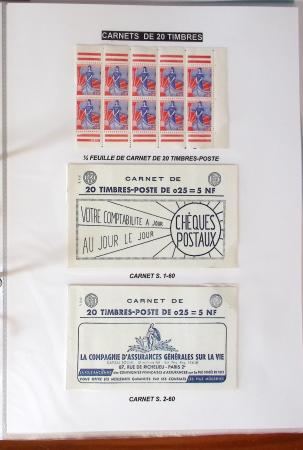 CARNETS DE 20 TIMBRES
½ FEUILLE DE CARNET DE 20 TIMBRES-POSTE
CARNET DE
20 TIMBRES-POSTE DE 0,25 = 5 NF
VOTRE COMPTABILITE A JOUR
AU JOUR LE JOUR
CHÈQUES
POSTAUX
CARNET S. 1-60
CARNET DE
20 TIMBRES-POSTE DE 0,25 = 5 NF
LA COMPAGNIE D'ASSURANCES GÉNÉRALES SUR LA VIE
87, RUE DE RICHELIEU - PARIS 2e
CARNET S. 2-60